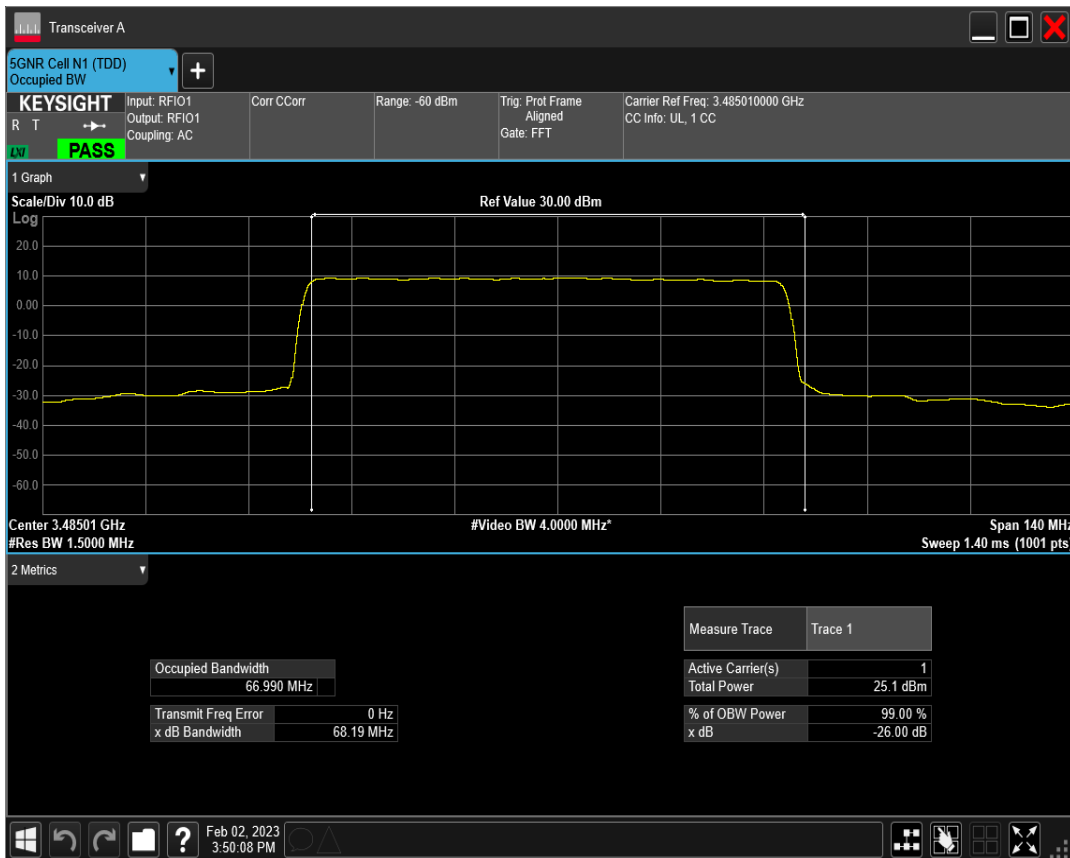 Transceiver A
5GNR Cell N1 (TDD)
Occupied BW
+
KEYSIGHT
R T
LXI
PASS
Input: RFIO1
Output: RFIO1
Coupling: AC
Corr CCorr
Range: -60 dBm
Trig: Prot Frame
Aligned
Gate: FFT
Carrier Ref Freq: 3.485010000 GHz
CC Info: UL, 1 CC
1 Graph
Scale/Div 10.0 dB
Ref Value 30.00 dBm
Log
20.0
10.0
0.00
-10.0
-20.0
-30.0
-40.0
-50.0
-60.0
Center 3.48501 GHz
#Video BW 4.0000 MHz*
Span 140 MHz
#Res BW 1.5000 MHz
Sweep 1.40 ms (1001 pts)
2 Metrics
Measure Trace Trace 1
Occupied Bandwidth
66.990 MHz
Active Carrier(s) 1
Total Power 25.1 dBm
Transmit Freq Error 0 Hz
x dB Bandwidth 68.19 MHz
% of OBW Power 99.00 %
x dB -26.00 dB
?
Feb 02, 2023
3:50:08 PM